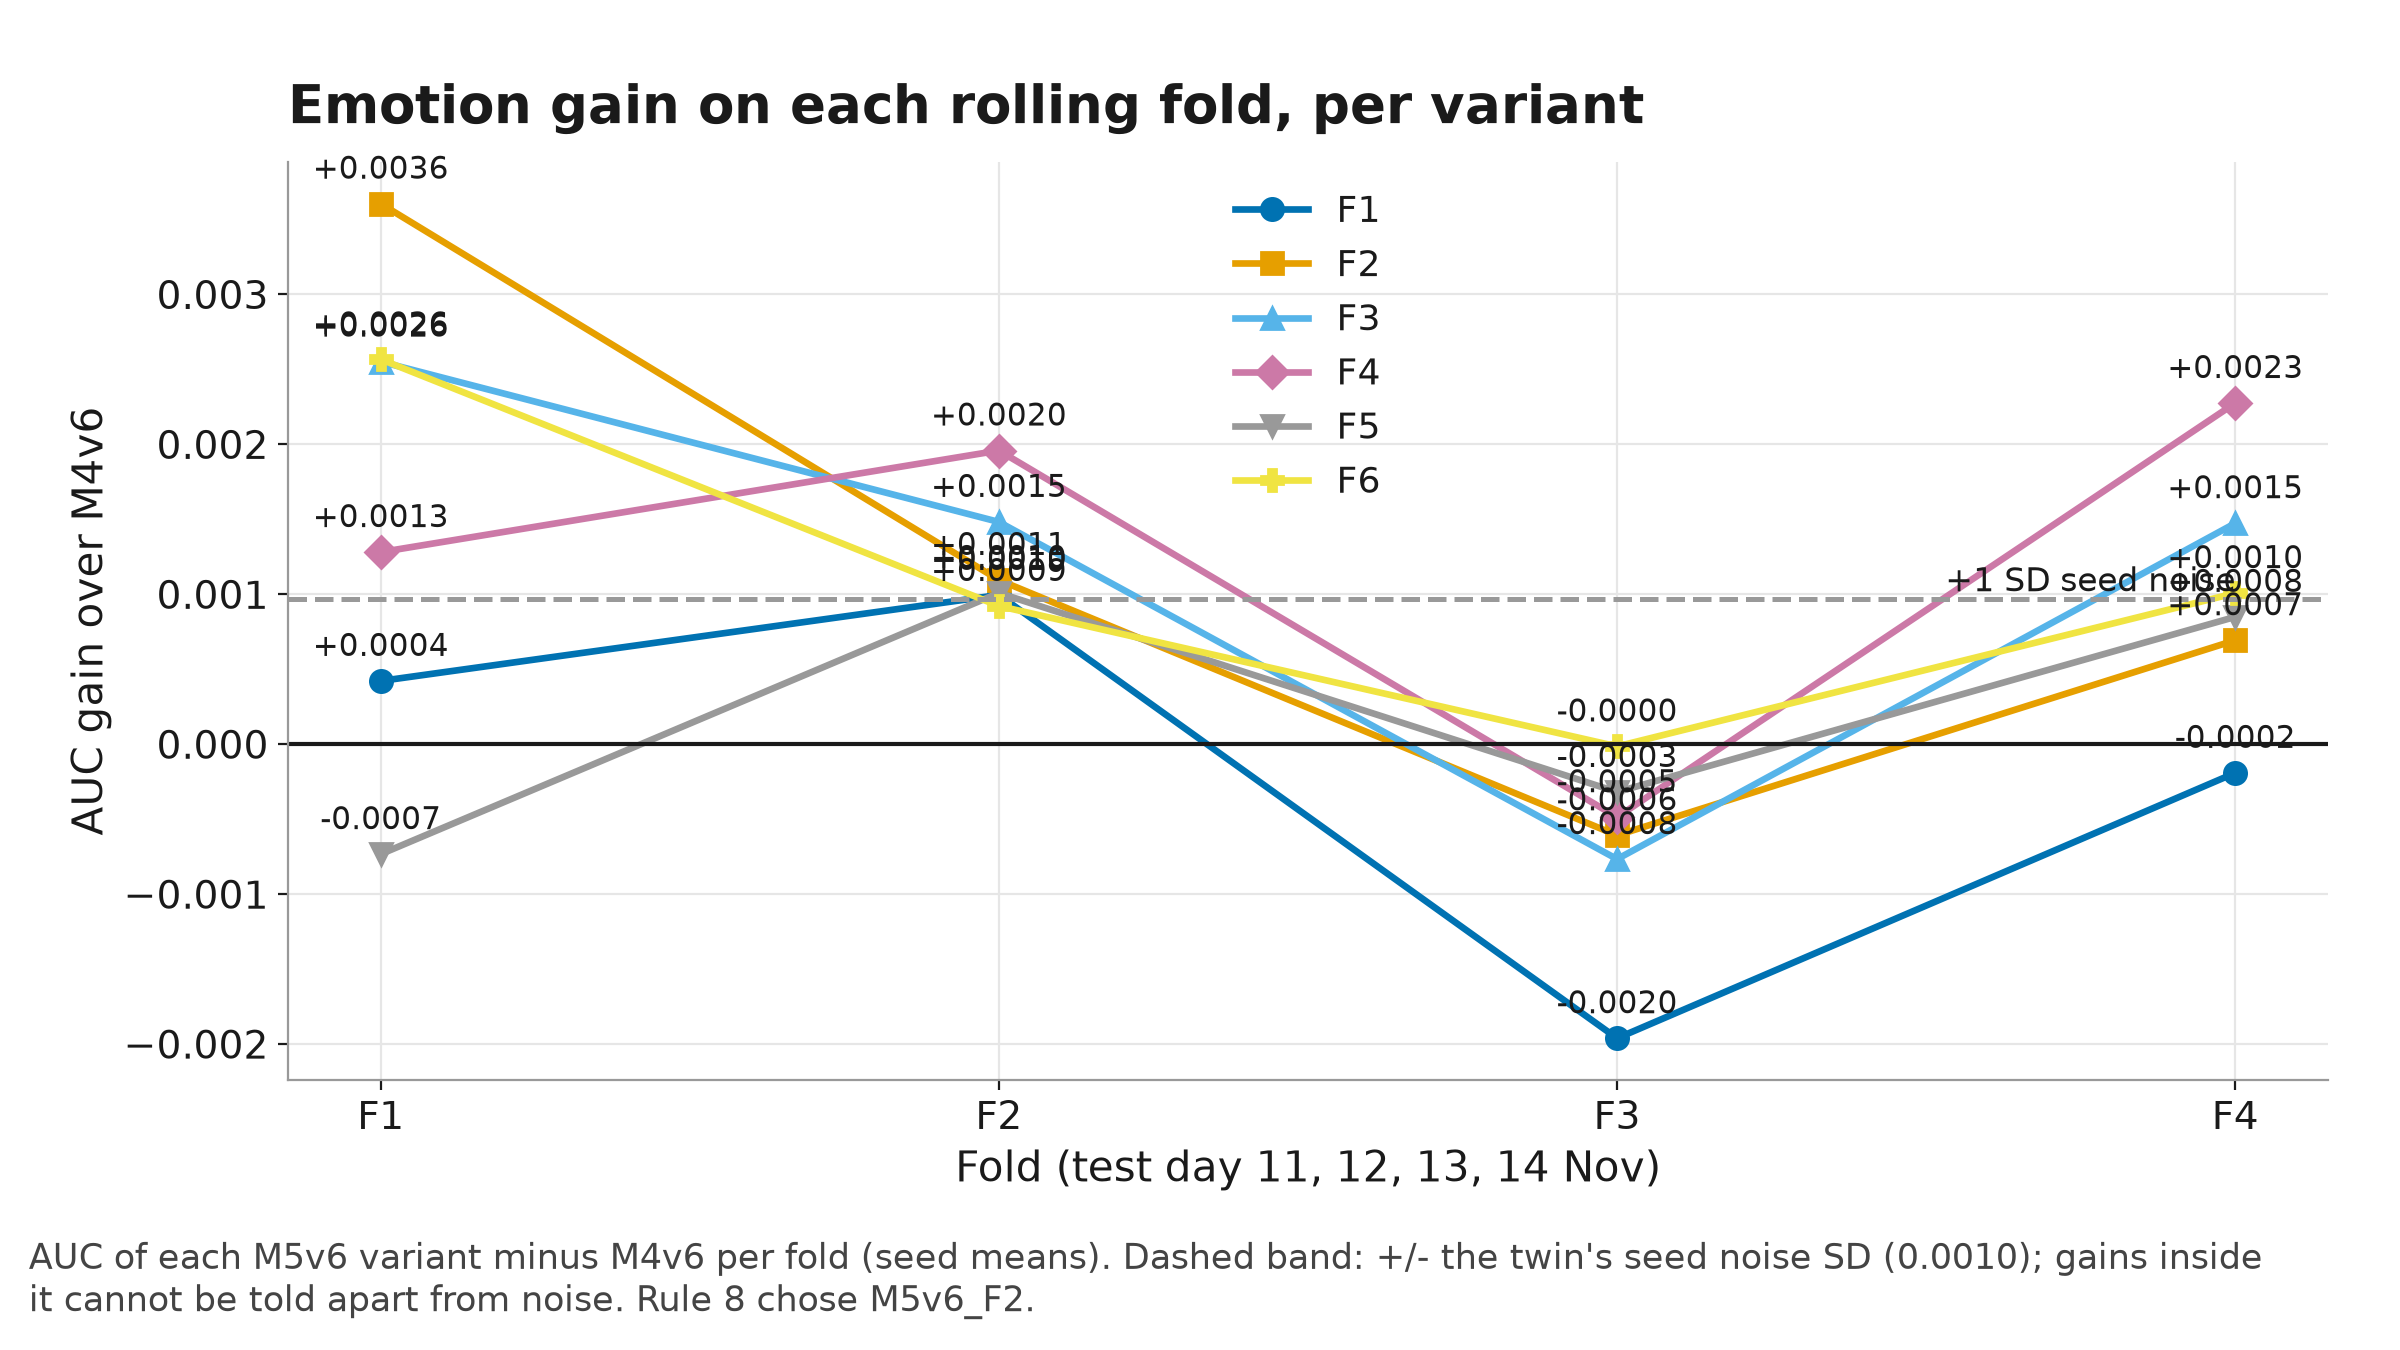 Emotion gain on each rolling fold, per variant
AUC gain over M4v6
0.003
0.002
0.001
0.000
−0.001
−0.002
+0.0036
+0.0026
+0.0013
+0.0004
-0.0007
+0.0020
+0.0015
+0.0011
+0.0009
-0.0000
-0.0003
-0.0005
-0.0006
-0.0008
-0.0020
+0.0023
+0.0015
+0.0010
+0.0008
+0.0007
-0.0002
+1 SD seed noise
F1
F2
F3
F4
F5
F6
F1 F2 F3 F4
Fold (test day 11, 12, 13, 14 Nov)
AUC of each M5v6 variant minus M4v6 per fold (seed means). Dashed band: +/- the twin's seed noise SD (0.0010); gains inside
it cannot be told apart from noise. Rule 8 chose M5v6_F2.